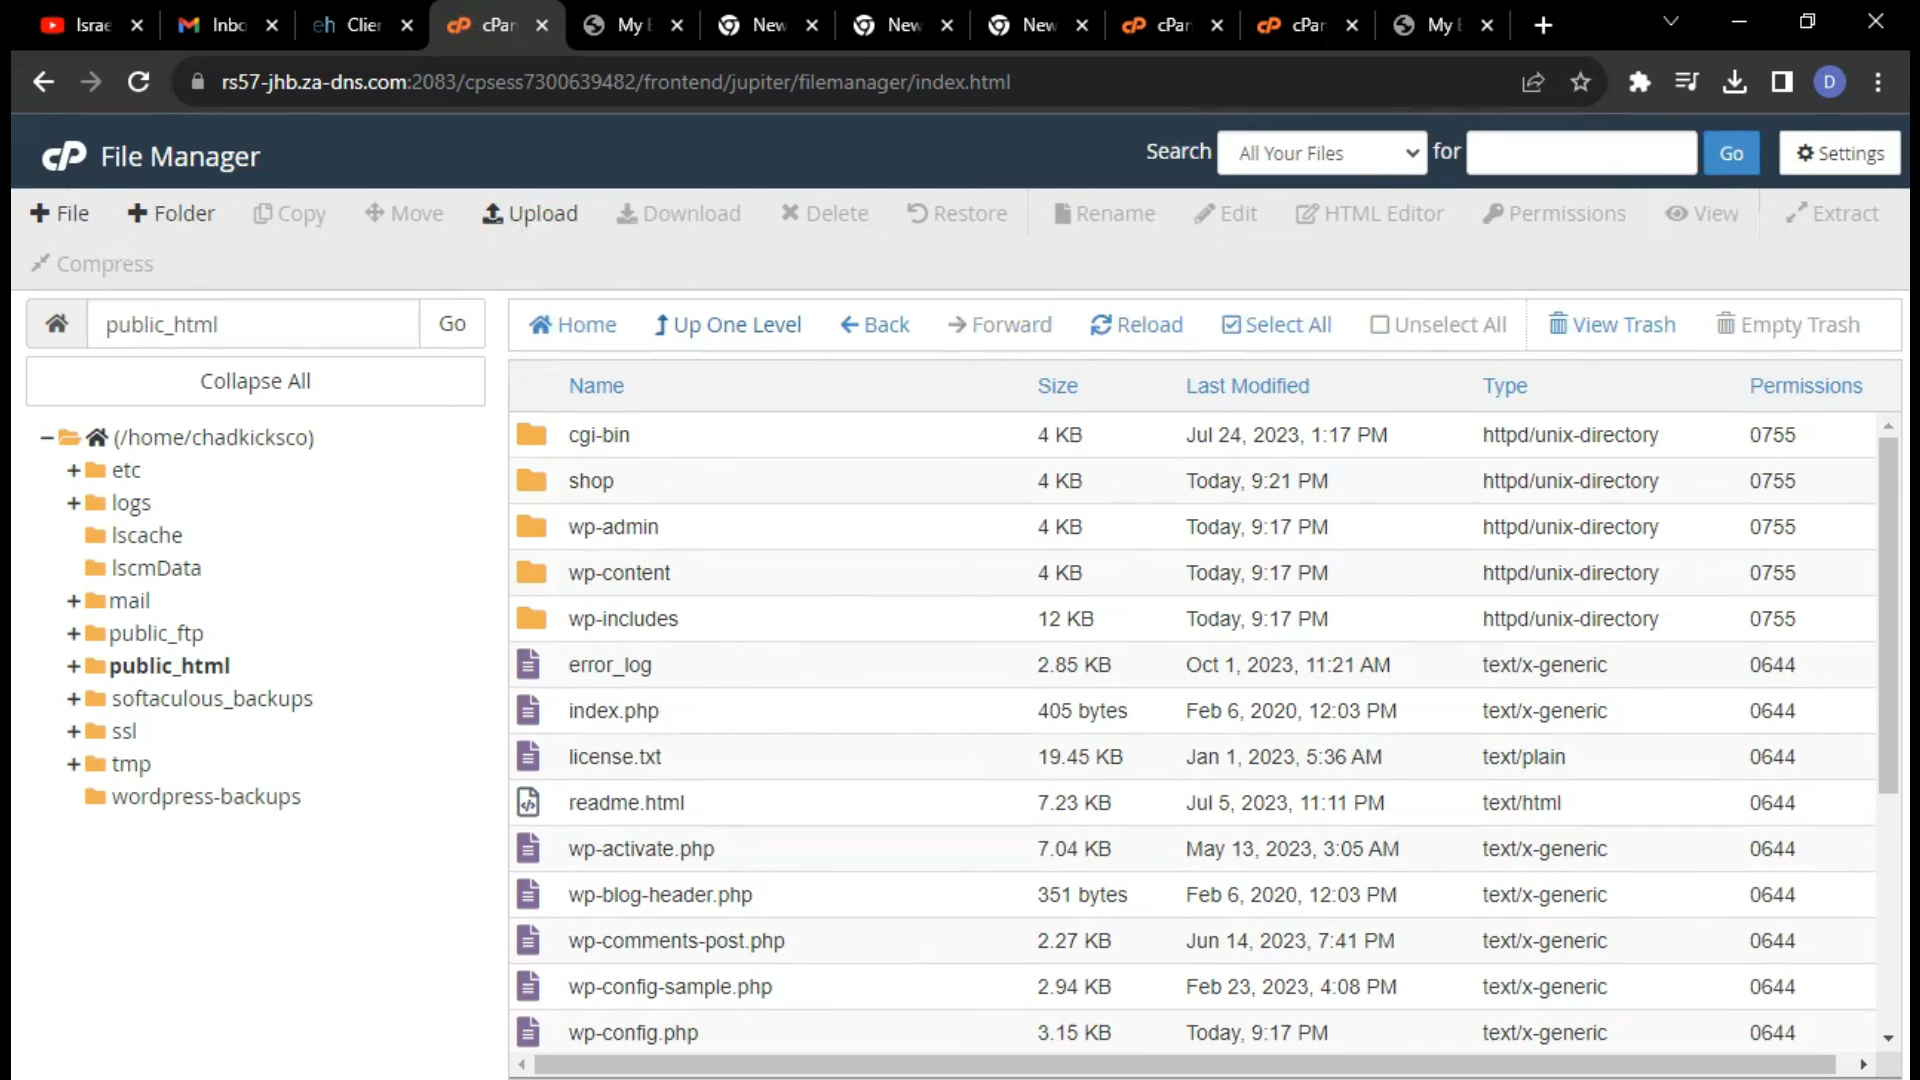 Israe
Inbo
eh Clier
cPan
My E
New
New
New
cPan
cPan
My E
rs57-jhb.za-dns.com:2083/cpsess7300639482/frontend/jupiter/filemanager/index.html
D
cP File Manager
Search All Your Files for Go Settings
File Folder Copy Move Upload Download Delete Restore Rename Edit HTML Editor Permissions View Extract
Compress
public_html Go
Home Up One Level Back Forward Reload Select All Unselect All View Trash Empty Trash
Collapse All
(/home/chadkicksco)
etc
logs
lscache
lscmData
mail
public_ftp
public_html
softaculous_backups
ssl
tmp
wordpress-backups
Name Size Last Modified Type Permissions
cgi-bin 4 KB Jul 24, 2023, 1:17 PM httpd/unix-directory 0755
shop 4 KB Today, 9:21 PM httpd/unix-directory 0755
wp-admin 4 KB Today, 9:17 PM httpd/unix-directory 0755
wp-content 4 KB Today, 9:17 PM httpd/unix-directory 0755
wp-includes 12 KB Today, 9:17 PM httpd/unix-directory 0755
error_log 2.85 KB Oct 1, 2023, 11:21 AM text/x-generic 0644
index.php 405 bytes Feb 6, 2020, 12:03 PM text/x-generic 0644
license.txt 19.45 KB Jan 1, 2023, 5:36 AM text/plain 0644
readme.html 7.23 KB Jul 5, 2023, 11:11 PM text/html 0644
wp-activate.php 7.04 KB May 13, 2023, 3:05 AM text/x-generic 0644
wp-blog-header.php 351 bytes Feb 6, 2020, 12:03 PM text/x-generic 0644
wp-comments-post.php 2.27 KB Jun 14, 2023, 7:41 PM text/x-generic 0644
wp-config-sample.php 2.94 KB Feb 23, 2023, 4:08 PM text/x-generic 0644
wp-config.php 3.15 KB Today, 9:17 PM text/x-generic 0644